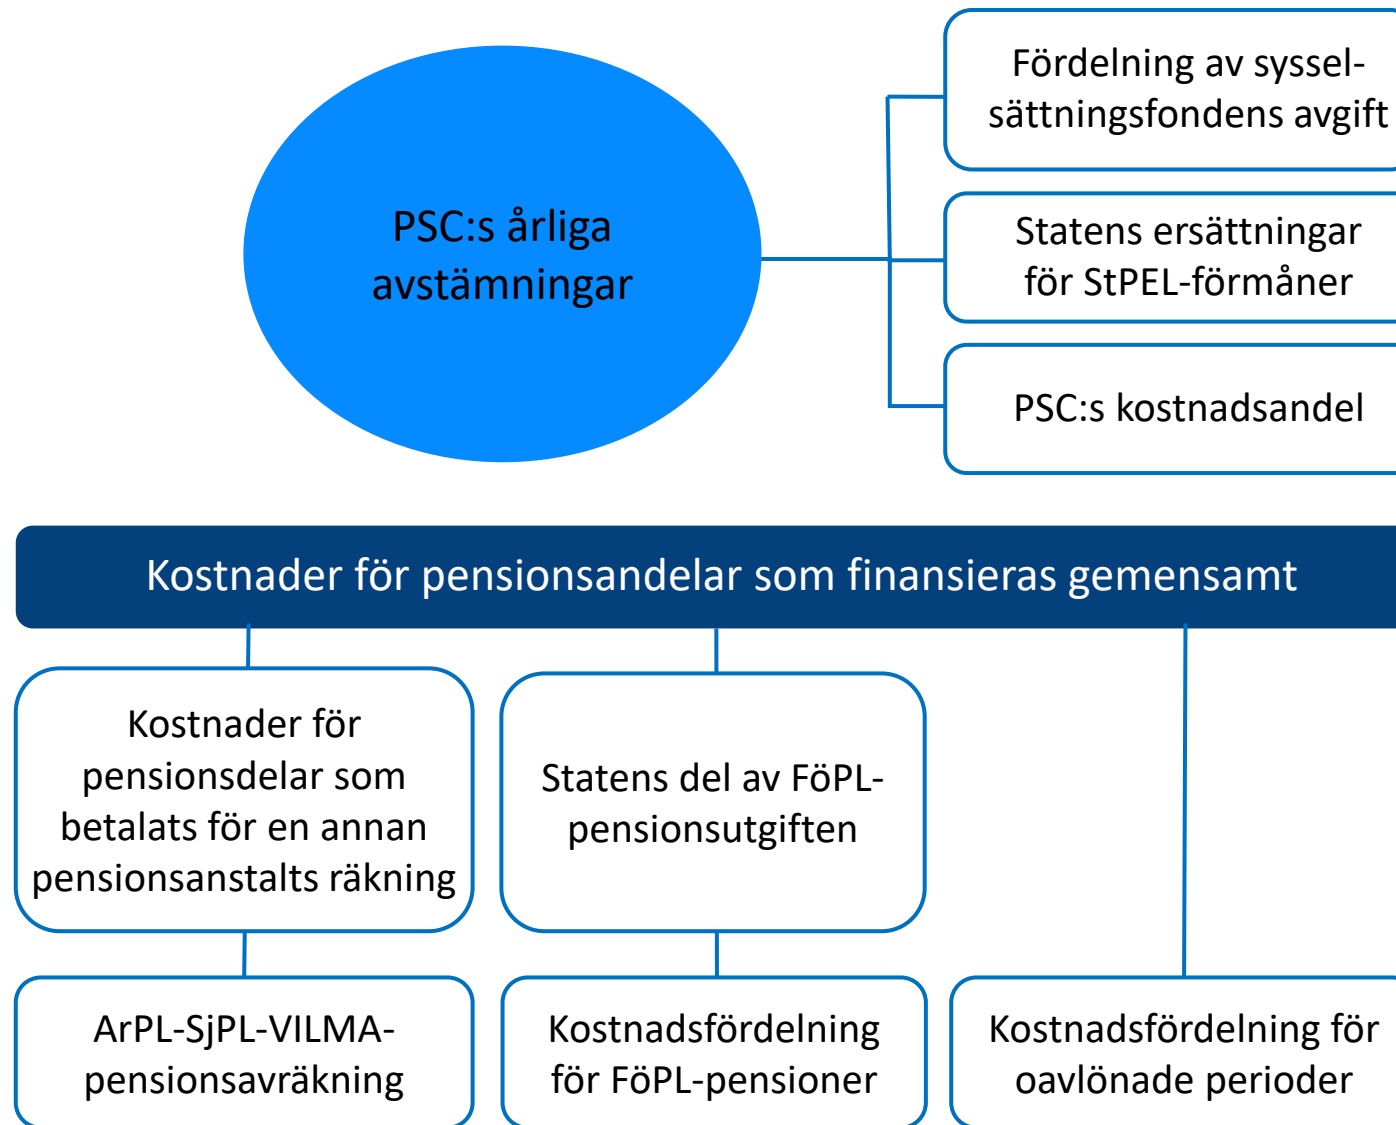 PSC:s årliga
avstämningar
Fördelning av syssel-
sättningsfondens avgift
Statens ersättningar
för StPEL-förmåner
PSC:s kostnadsandel
Kostnader för pensionsandelar som finansieras gemensamt
Kostnader för
pensionsdelar som
betalats för en annan
pensionsanstalts räkning
Statens del av FöPL-
pensionsutgiften
ArPL-SjPL-VILMA-
pensionsavräkning
Kostnadsfördelning
för FöPL-pensioner
Kostnadsfördelning för
oavlönade perioder